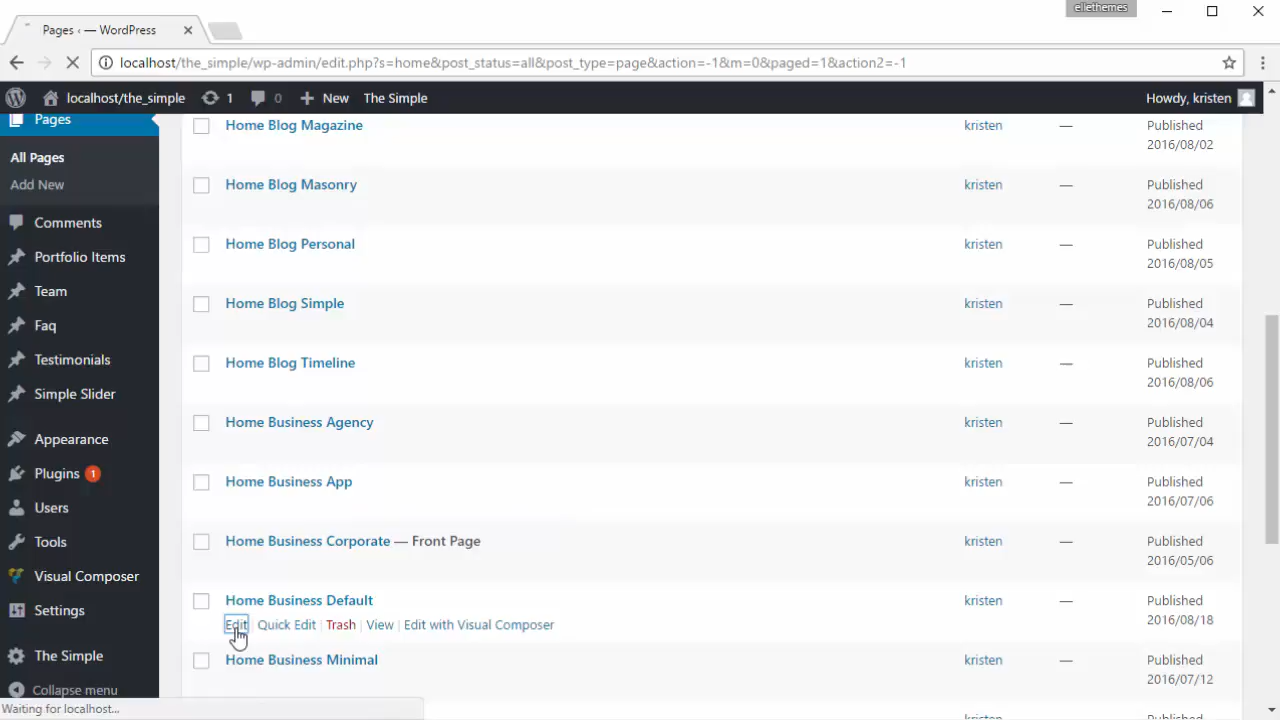 ellethemes
Pages ‹ — WordPress
localhost/the_simple/wp-admin/edit.php?s=home&post_status=all&post_type=page&action=-1&m=0&paged=1&action2=-1
localhost/the_simple 1 0 New The Simple Howdy, kristen
Pages
All Pages
Add New
Comments
Portfolio Items
Team
Faq
Testimonials
Simple Slider
Appearance
Plugins 1
Users
Tools
Visual Composer
Settings
The Simple
Collapse menu
Home Blog Magazine kristen — Published
2016/08/02
Home Blog Masonry kristen — Published
2016/08/06
Home Blog Personal kristen — Published
2016/08/05
Home Blog Simple kristen — Published
2016/08/04
Home Blog Timeline kristen — Published
2016/08/06
Home Business Agency kristen — Published
2016/07/04
Home Business App kristen — Published
2016/07/06
Home Business Corporate — Front Page kristen — Published
2016/05/06
Home Business Default kristen — Published
2016/08/18
Edit | Quick Edit | Trash | View | Edit with Visual Composer
Home Business Minimal kristen — Published
2016/07/12
Waiting for localhost...